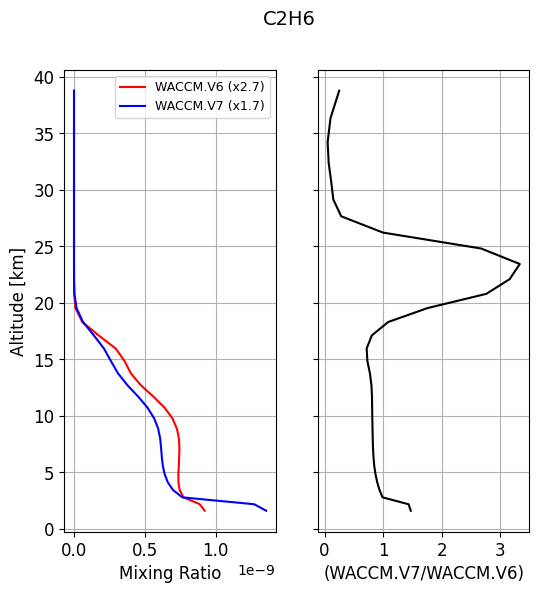 C2H6
WACCM.V6 (x2.7)
WACCM.V7 (x1.7)
Altitude [km]
40
35
30
25
20
15
10
5
0
0.0 0.5 1.0
1e−9
Mixing Ratio
0 1 2 3
(WACCM.V7/WACCM.V6)